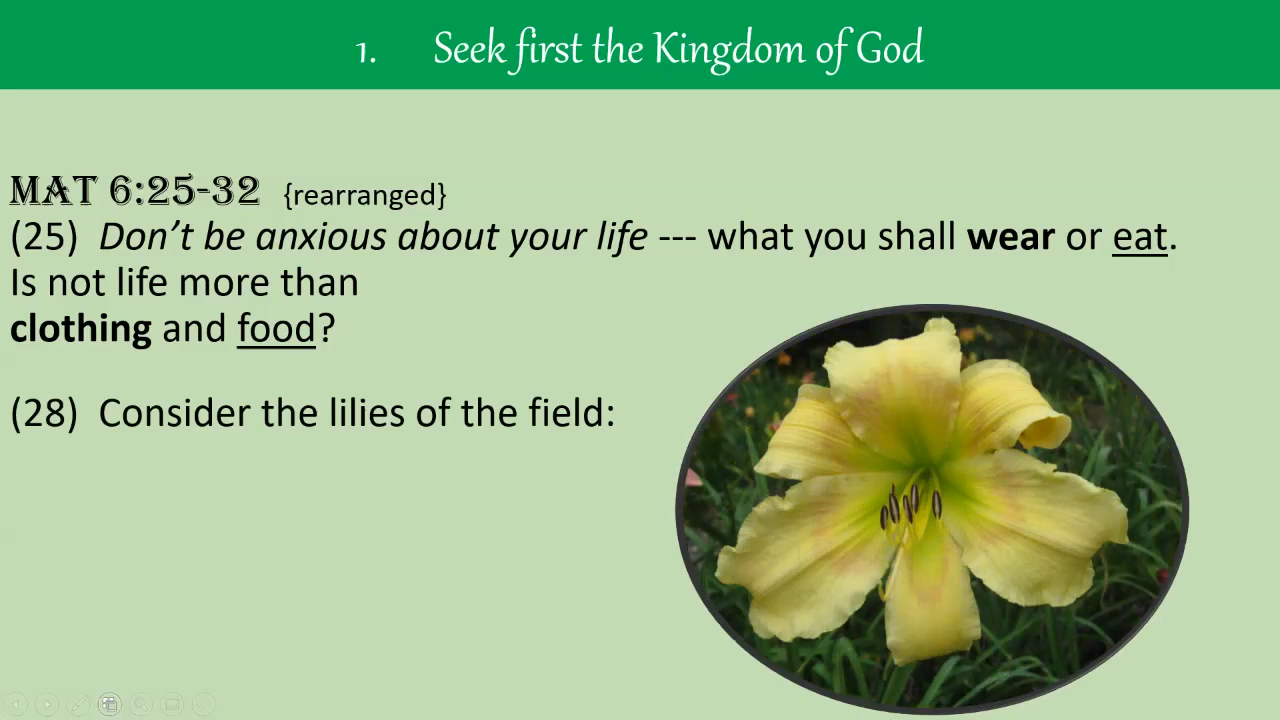 1. Seek first the Kingdom of God
MAT 6:25-32 {rearranged}
(25) Don’t be anxious about your life --- what you shall wear or eat.
Is not life more than
clothing and food?
(28) Consider the lilies of the field: